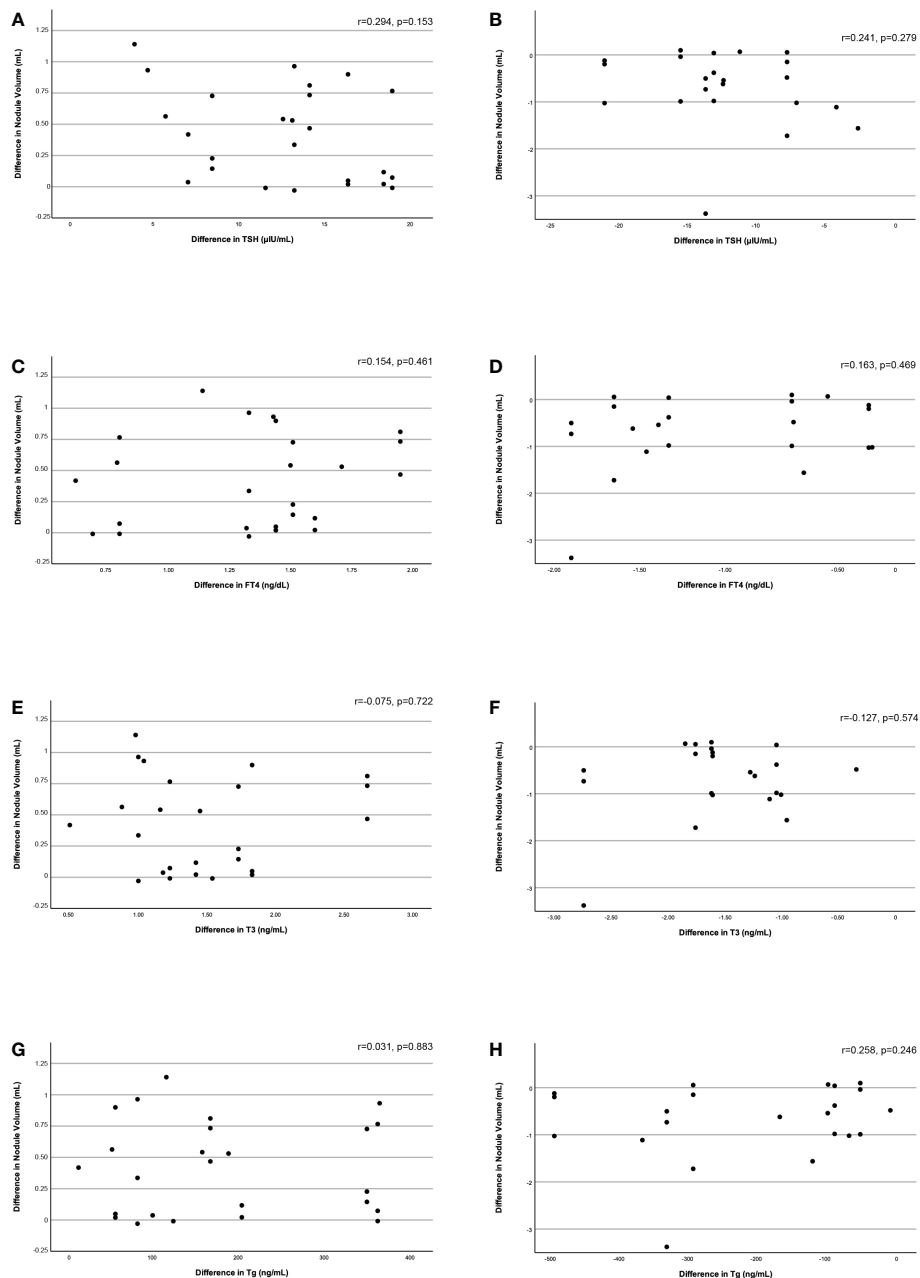 A
r=0.294, p=0.153
Difference in Nodule Volume (mL)
1.25
1
0.75
0.50
0.25
0
-0.25
0
5
10
15
20
Difference in TSH (µIU/mL)
B
r=0.241, p=0.279
Difference in Nodule Volume (mL)
0
-1
-2
-3
-25
-20
-15
-10
-5
0
Difference in TSH (µIU/mL)
C
r=0.154, p=0.461
Difference in Nodule Volume (mL)
1.25
1
0.75
0.50
0.25
0
-0.25
0.75
1.00
1.25
1.50
1.75
2.00
Difference in FT4 (ng/dL)
D
r=0.163, p=0.469
Difference in Nodule Volume (mL)
0
-1
-2
-3
-2.00
-1.50
-1.00
-0.50
0
Difference in FT4 (ng/dL)
E
r=-0.075, p=0.722
Difference in Nodule Volume (mL)
1.25
1
0.75
0.50
0.25
0
-0.25
0.50
1.00
1.50
2.00
2.50
3.00
Difference in T3 (ng/mL)
F
r=-0.127, p=0.574
Difference in Nodule Volume (mL)
0
-1
-2
-3
-3.00
-2.00
-1.00
-1.00
0
Difference in T3 (ng/mL)
G
r=0.031, p=0.883
Difference in Nodule Volume (mL)
1.25
1
0.75
0.50
0.25
0
-0.25
0
100
200
300
400
Difference in Tg (ng/mL)
H
r=0.258, p=0.246
Difference in Nodule Volume (mL)
0
-1
-2
-3
-500
-400
-300
-200
-100
0
Difference in Tg (ng/mL)